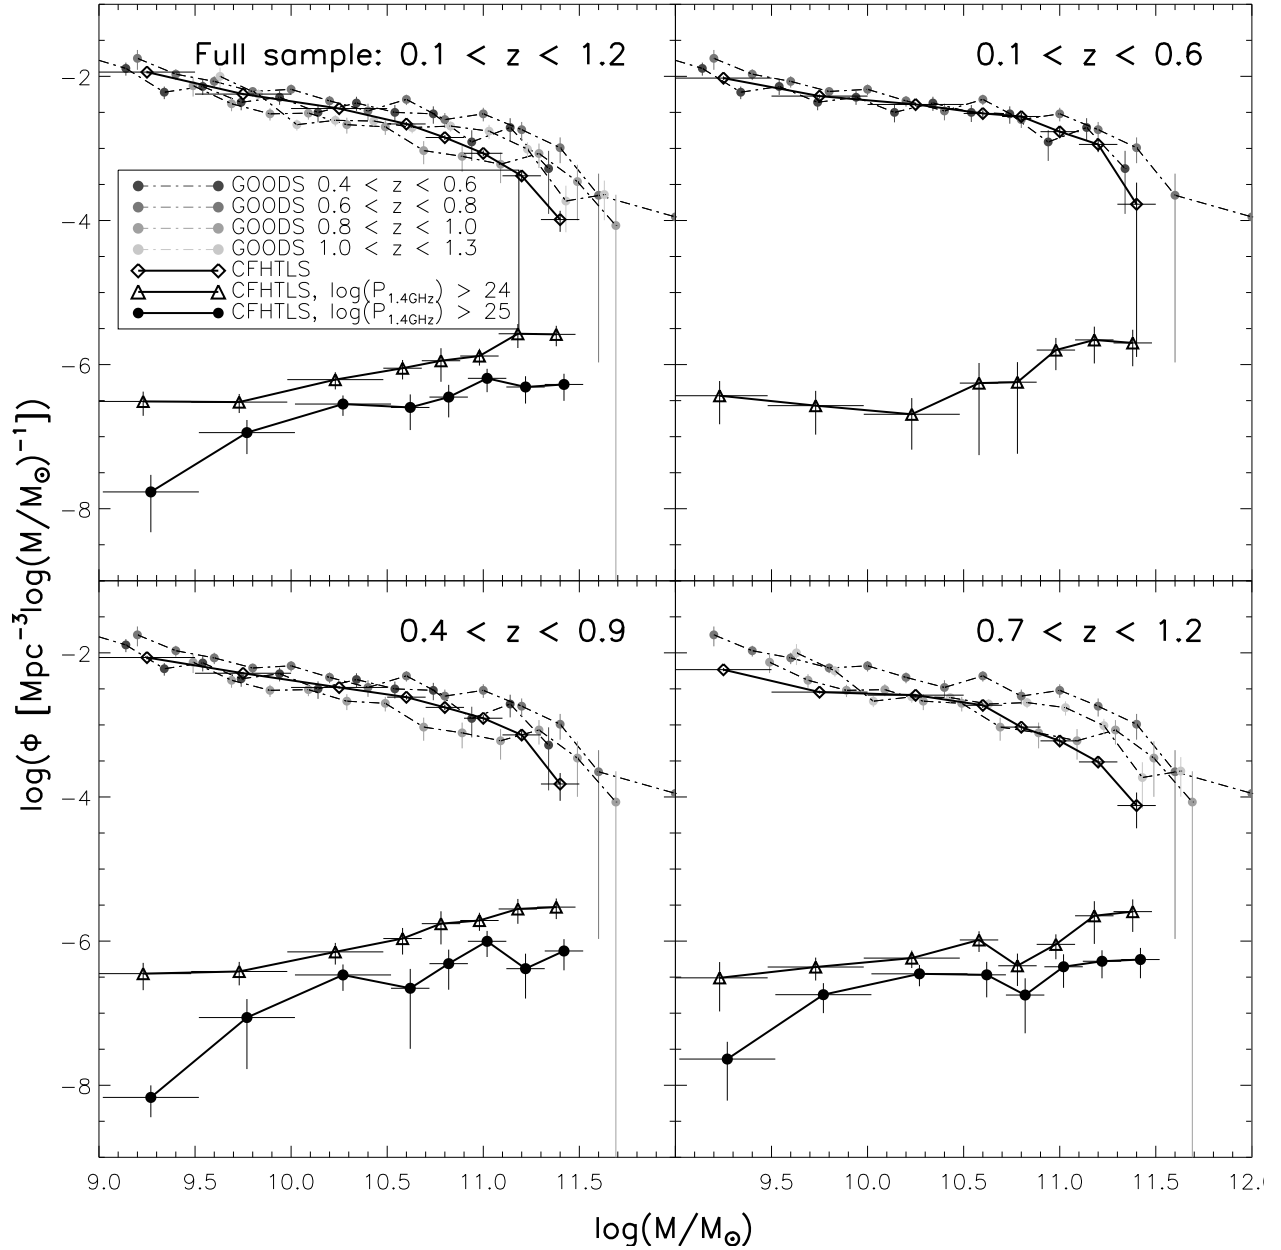 Full sample: 0.1 < z < 1.2
0.1 < z < 0.6
−2
−4
−6
−8
GOODS 0.4 < z < 0.6
GOODS 0.6 < z < 0.8
GOODS 0.8 < z < 1.0
GOODS 1.0 < z < 1.3
CFHTLS
CFHTLS, log(P1.4GHz) > 24
CFHTLS, log(P1.4GHz) > 25
log(Φ [Mpc−3log(M/M⊙)−1])
0.4 < z < 0.9
0.7 < z < 1.2
−2
−4
−6
−8
9.0 9.5 10.0 10.5 11.0 11.5
9.5 10.0 10.5 11.0 11.5 12.0
log(M/M⊙)